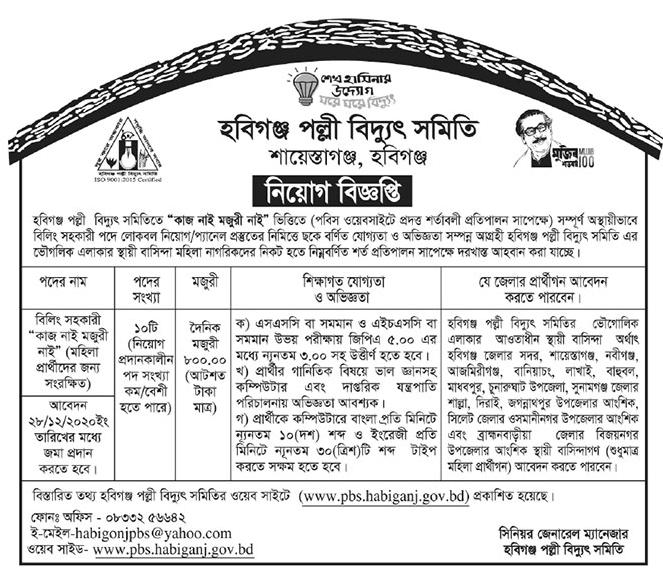 শেখ হাসিনার
উদ্যোগ
ঘরে ঘরে বিদ্যুৎ
হবিগঞ্জ পল্লী বিদ্যুৎ সমিতি
শায়েস্তাগঞ্জ, হবিগঞ্জ
ISO 9001:2015 Certified
মুজিব
শতবর্ষ
MUJIB
100
নিয়োগ বিজ্ঞপ্তি
হবিগঞ্জ পল্লী বিদ্যুৎ সমিতিতে “কাজ নাই মজুরী নাই” ভিত্তিতে (পবিস ওয়েবসাইটে প্রদত্ত শর্তাবলী প্রতিপালন সাপেক্ষে) সম্পূর্ণ অস্থায়ীভাবে
বিলিং সহকারী পদে লোকবল নিয়োগ/প্যানেল প্রস্তুতের নিমিত্তে ছকে বর্ণিত যোগ্যতা ও অভিজ্ঞতা সম্পন্ন আগ্রহী হবিগঞ্জ পল্লী বিদ্যুৎ সমিতি এর
ভৌগলিক এলাকার স্থায়ী বাসিন্দা মহিলা নাগরিকদের নিকট হতে নিম্নবর্ণিত শর্ত প্রতিপালন সাপেক্ষে দরখাস্ত আহবান করা যাচ্ছে।
পদের নাম
পদের
সংখ্যা
মজুরী
শিক্ষাগত যোগ্যতা
ও অভিজ্ঞতা
যে জেলার প্রার্থীগন আবেদন
করতে পারবেন।
বিলিং সহকারী
“কাজ নাই মজুরী
নাই” (মহিলা
প্রার্থীদের জন্য
সংরক্ষিত)
আবেদন
২৮/১২/২০২০ইং
তারিখের মধ্যে
জমা প্রদান
করতে হবে।
১০টি
(নিয়োগ
প্রদানকালীন
পদ সংখ্যা
কম/বেশী
হতে পারে)
দৈনিক
মজুরী
৮০০.০০
(আটশত
টাকা
মাত্র)
ক) এসএসসি বা সমমান ও এইচএসসি বা
সমমান উভয় পরীক্ষায় জিপিএ ৫.০০ এর
মধ্যে ন্যূনতম ৩.০০ সহ উত্তীর্ণ হতে হবে।
খ) প্রার্থীর গানিতিক বিষয়ে ভাল জ্ঞানসহ
কম্পিউটার এবং দাপ্তরিক যন্ত্রপাতি
পরিচালনায় অভিজ্ঞতা আবশ্যক।
গ) প্রার্থীকে কম্পিউটারে বাংলা প্রতি মিনিটে
ন্যূনতম ১০(দশ) শব্দ ও ইংরেজী প্রতি
মিনিটে ন্যূনতম ৩০(ত্রিশ)টি শব্দ টাইপ
করতে সক্ষম হতে হবে।
হবিগঞ্জ পল্লী বিদ্যুৎ সমিতির ভৌগোলিক
এলাকার আওতাধীন স্থায়ী বাসিন্দা অর্থাৎ
হবিগঞ্জ জেলার সদর, শায়েস্তাগঞ্জ, নবীগঞ্জ,
আজমিরীগঞ্জ, বানিয়াচং, লাখাই, বাহুবল,
মাধবপুর, চুনারুঘাট উপজেলা, সুনামগঞ্জ জেলার
শাল্লা, দিরাই, জগন্নাথপুর উপজেলার আংশিক,
সিলেট জেলার ওসমানীনগর উপজেলার আংশিক
এবং ব্রাহ্মনবাড়ীয়া জেলার বিজয়নগর
উপজেলার আংশিক স্থায়ী বাসিন্দাগণ (শুধুমাত্র
মহিলা প্রার্থীগন) আবেদন করতে পারবেন।
বিস্তারিত তথ্য হবিগঞ্জ পল্লী বিদ্যুৎ সমিতির ওয়েব সাইটে (www.pbs.habiganj.gov.bd) প্রকাশিত হয়েছে।
ফোনঃ অফিস - ০৮৩৩২ ৫৬৬৪২
ই-মেইল-habigonjpbs@yahoo.com
ওয়েব সাইড- www.pbs.habiganj.gov.bd
সিনিয়র জেনারেল ম্যানেজার
হবিগঞ্জ পল্লী বিদ্যুৎ সমিতি